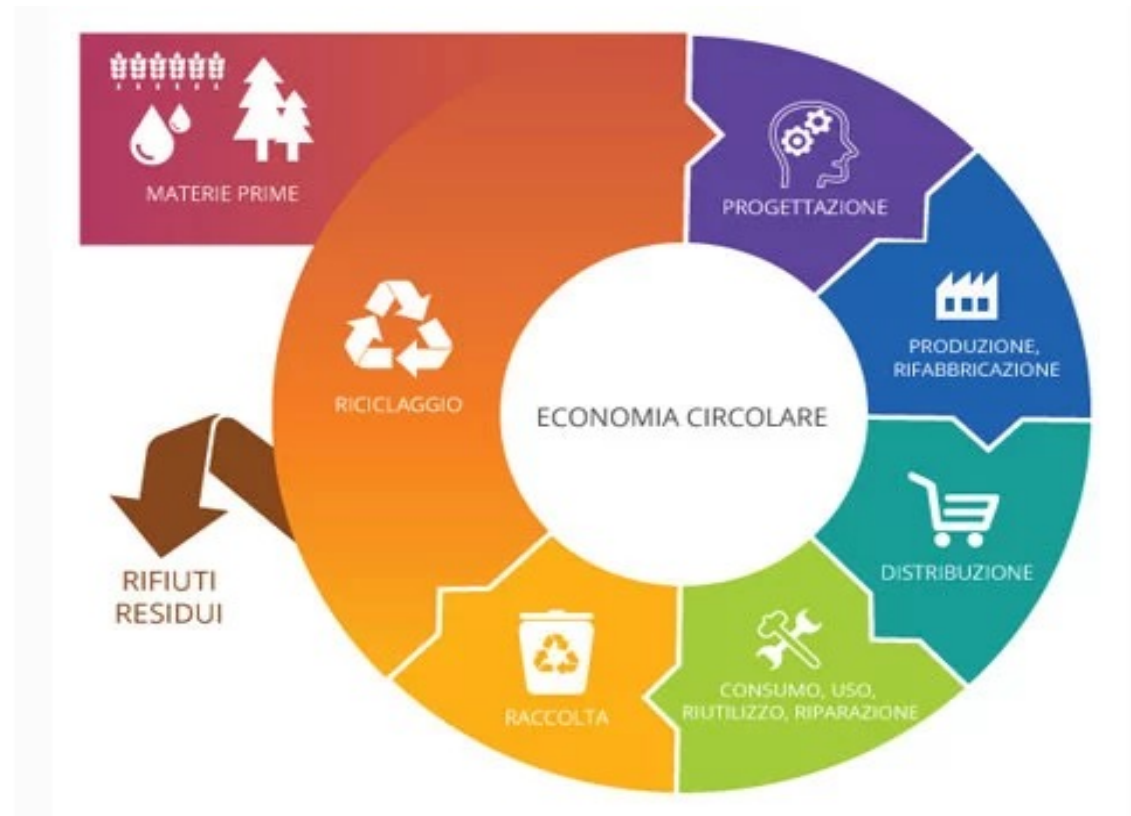 MATERIE PRIME
PROGETTAZIONE
PRODUZIONE,
RIFABBRICAZIONE
RICICLAGGIO
ECONOMIA CIRCOLARE
DISTRIBUZIONE
RIFIUTI
RESIDUI
CONSUMO, USO,
RIUTILIZZO, RIPARAZIONE
RACCOLTA